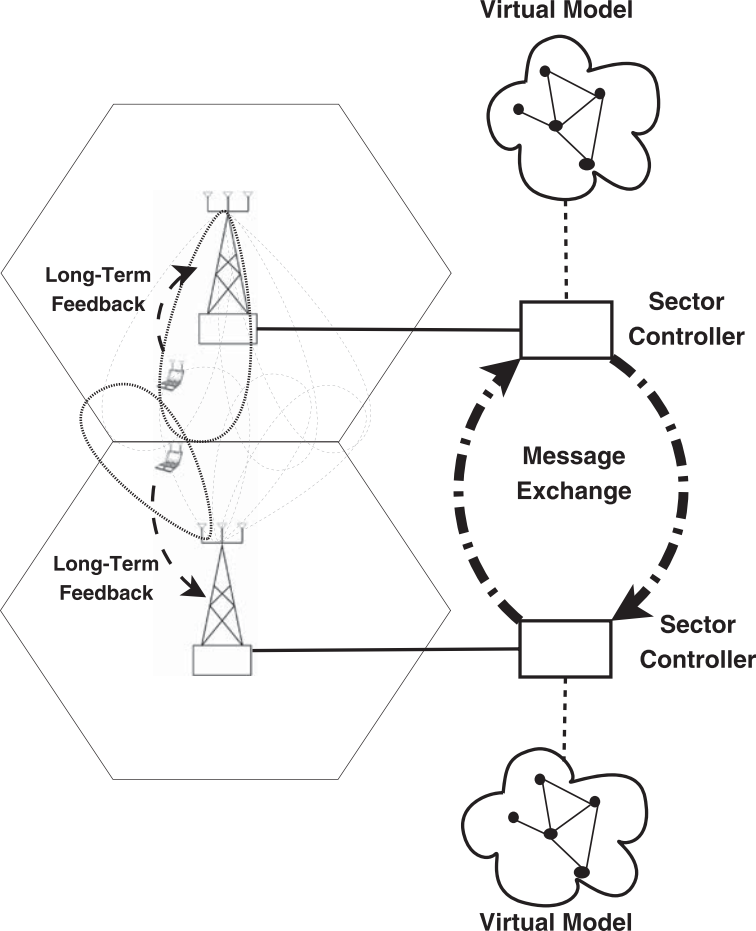 Virtual Model
Long-Term
Feedback
Sector
Controller
Message
Exchange
Long-Term
Feedback
Sector
Controller
Virtual Model